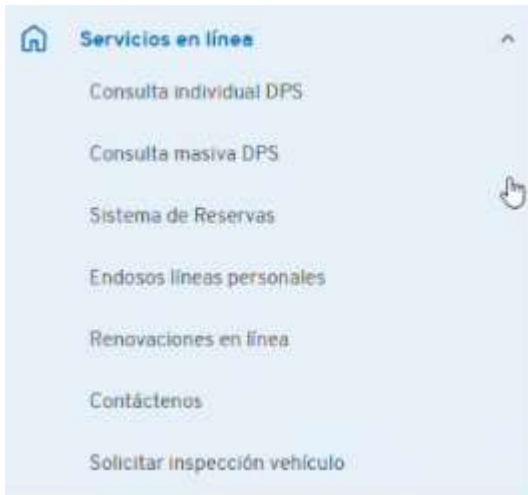 Servicios en línea
Consulta individual DPS
Consulta masiva DPS
Sistema de Reservas
Endosos líneas personales
Renovaciones en línea
Contáctenos
Solicitar inspección vehículo